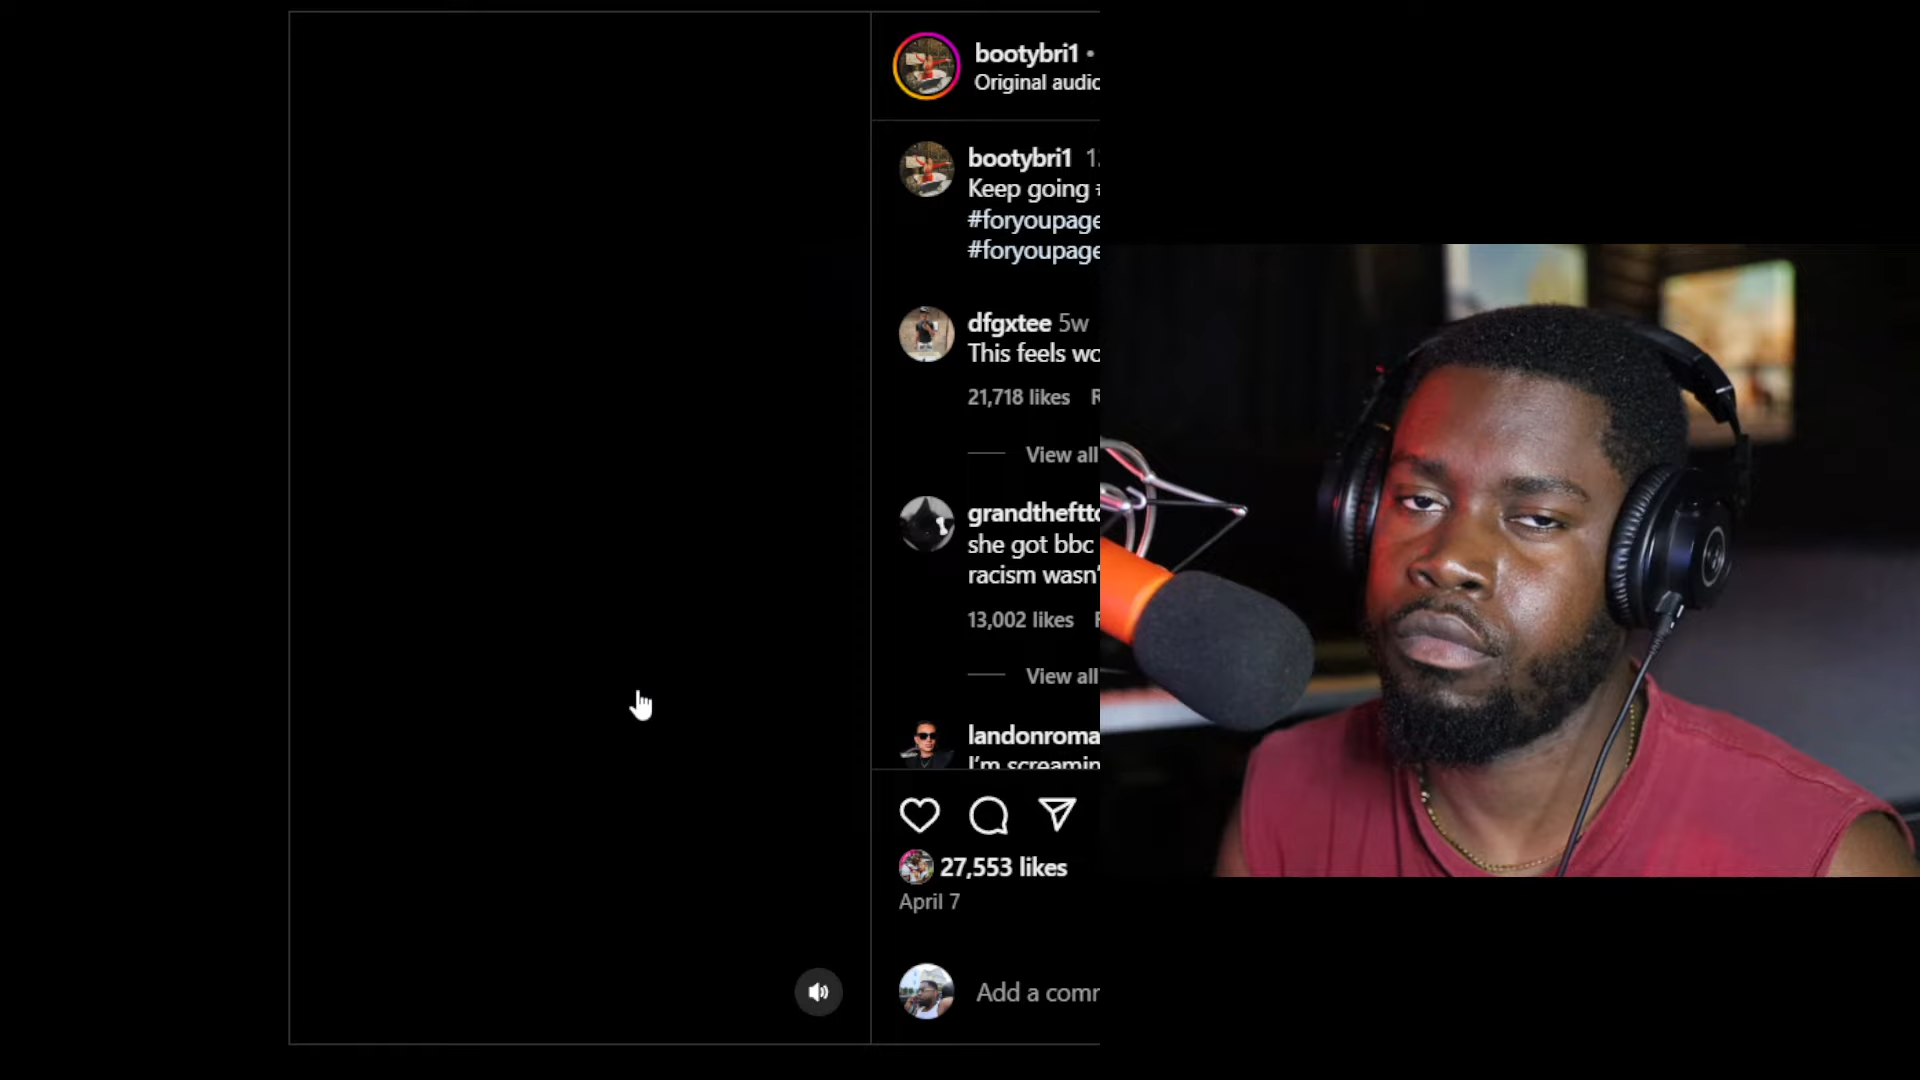 bootybri1 •
Original audio
bootybri1
Keep going
#foryoupage
#foryoupage
dfgxtee 5w
This feels
21,718 likes
View all
she got bbc
racism
13,002 likes
View all
I'm
27,553 likes
April 7
Add a